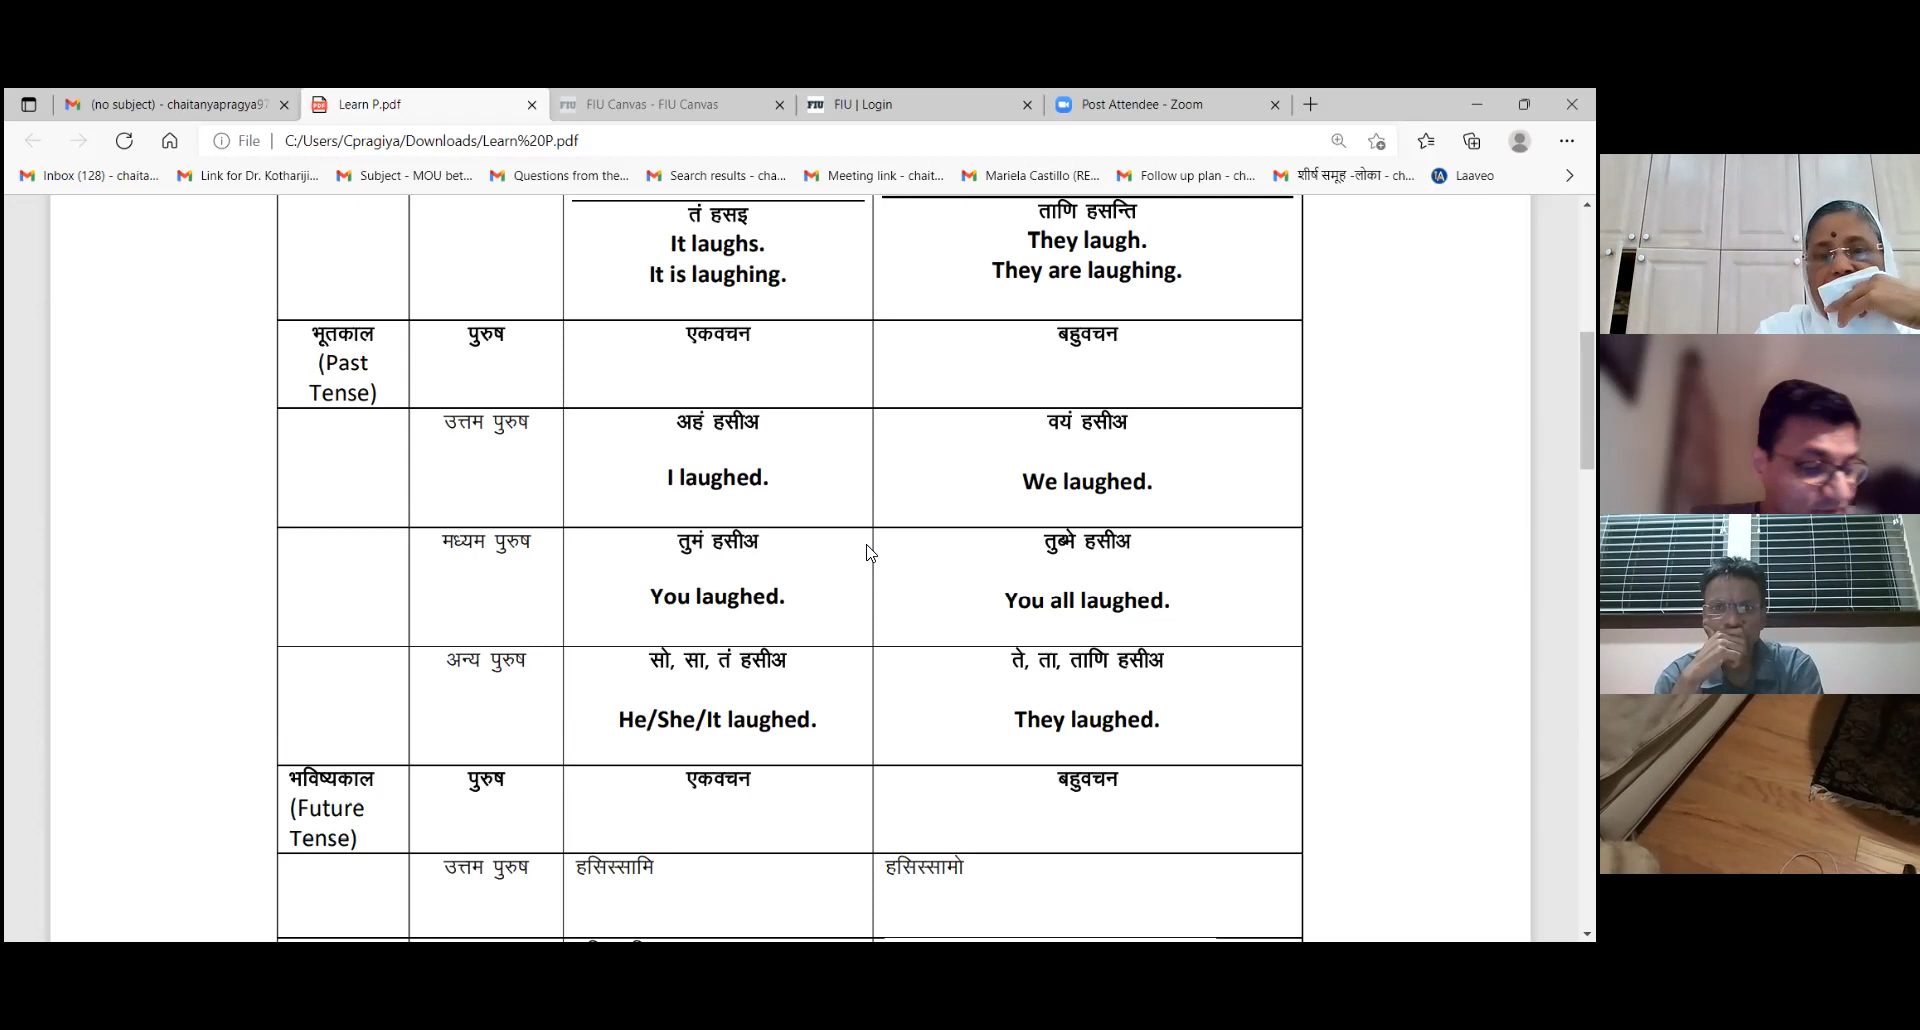 (no subject) - chaitanyapragya97
Learn P.pdf
FIU Canvas - FIU Canvas
FIU | Login
Post Attendee - Zoom
File
C:/Users/Cpragiya/Downloads/Learn%20P.pdf
Inbox (128) - chaita...
Link for Dr. Kothariji...
Subject - MOU bet...
Questions from the...
Search results - cha...
Meeting link - chait...
Mariela Castillo (RE...
Follow up plan - ch...
शीर्ष समूह -लोका - ch...
Laaveo
तं हसइ
It laughs.
It is laughing.
ताणि हसन्ति
They laugh.
They are laughing.
भूतकाल
(Past
Tense)
पुरुष
एकवचन
बहुवचन
उत्तम पुरुष
अहं हसीअ
I laughed.
वयं हसीअ
We laughed.
मध्यम पुरुष
तुमं हसीअ
You laughed.
तुब्भे हसीअ
You all laughed.
अन्य पुरुष
सो, सा, तं हसीअ
He/She/It laughed.
ते, ता, ताणि हसीअ
They laughed.
भविष्यकाल
(Future
Tense)
पुरुष
एकवचन
बहुवचन
उत्तम पुरुष
हसिस्सामि
हसिस्सामो